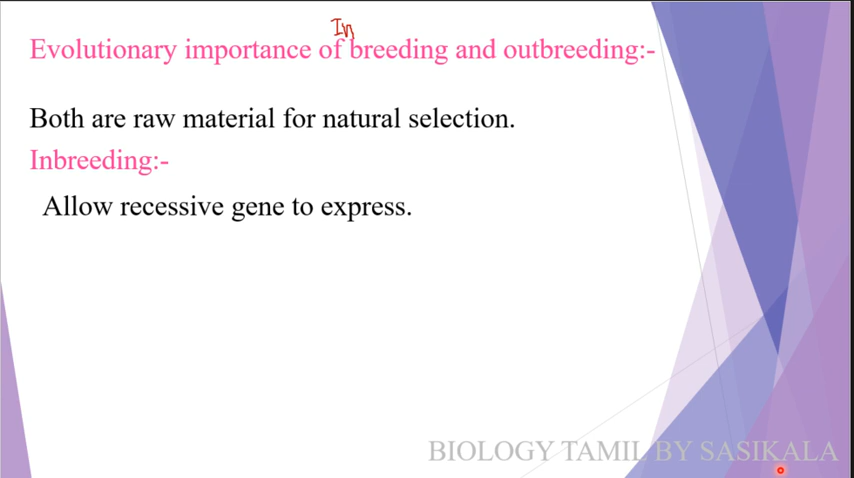 In
Evolutionary importance of breeding and outbreeding:-
Both are raw material for natural selection.
Inbreeding:-
Allow recessive gene to express.
BIOLOGY TAMIL BY SASIKALA